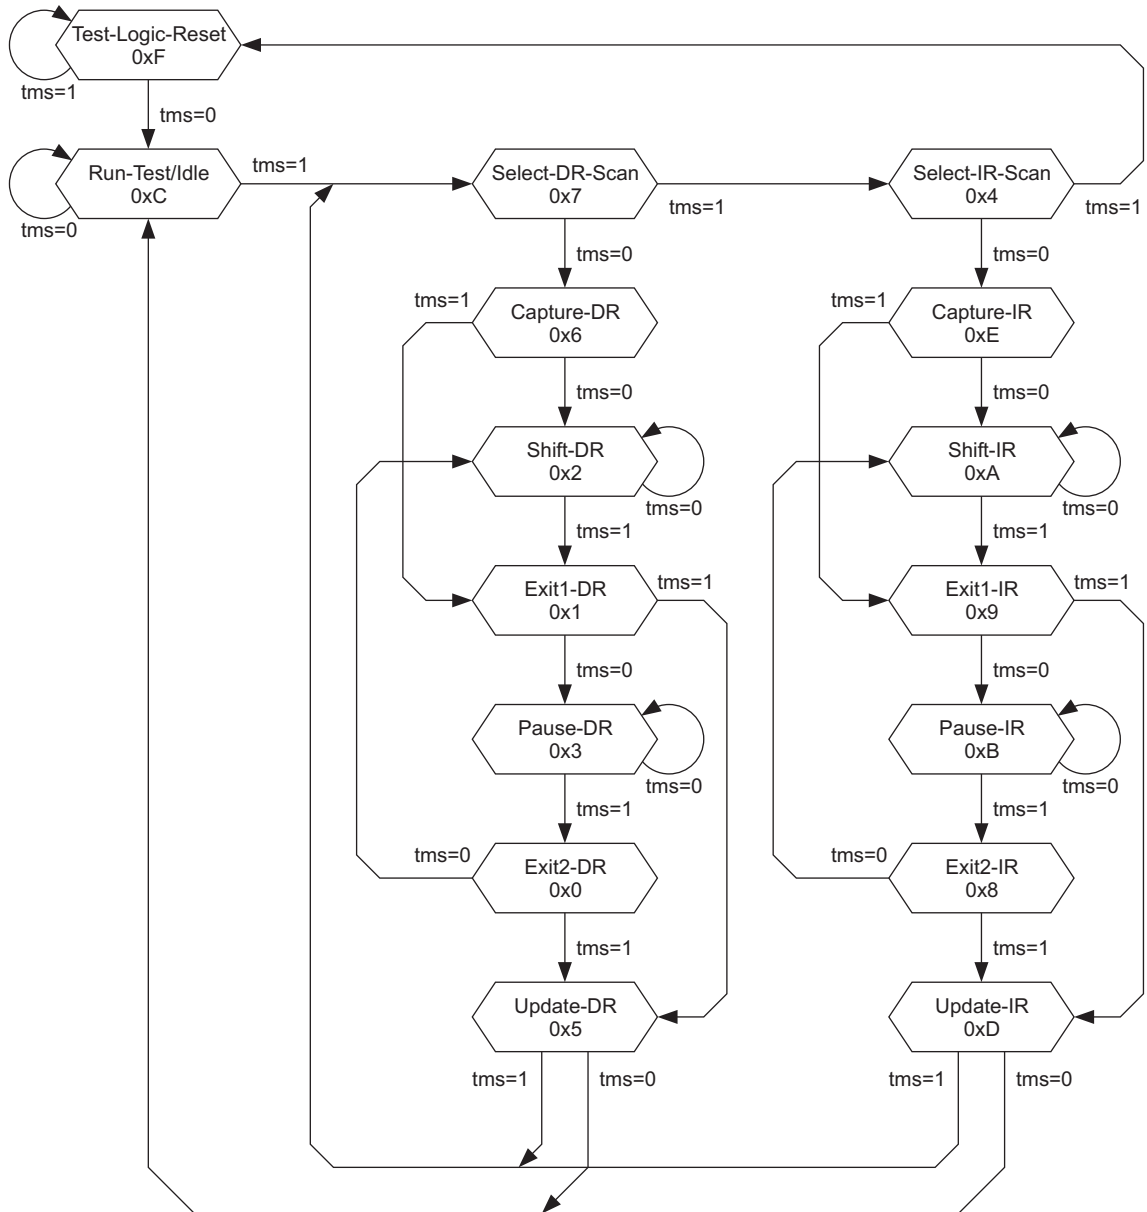 Test-Logic-Reset
0xF
tms=1
tms=0
Run-Test/Idle
0xC
tms=0
tms=1
Select-DR-Scan
0x7
tms=1
Select-IR-Scan
0x4
tms=1
tms=0
tms=0
tms=1
Capture-DR
0x6
tms=1
Capture-IR
0xE
tms=0
tms=0
Shift-DR
0x2
tms=0
Shift-IR
0xA
tms=0
tms=1
tms=1
Exit1-DR
0x1
tms=1
Exit1-IR
0x9
tms=1
tms=0
tms=0
Pause-DR
0x3
tms=0
Pause-IR
0xB
tms=0
tms=1
tms=1
tms=0
Exit2-DR
0x0
tms=0
Exit2-IR
0x8
tms=1
tms=1
Update-DR
0x5
Update-IR
0xD
tms=1
tms=0
tms=1
tms=0